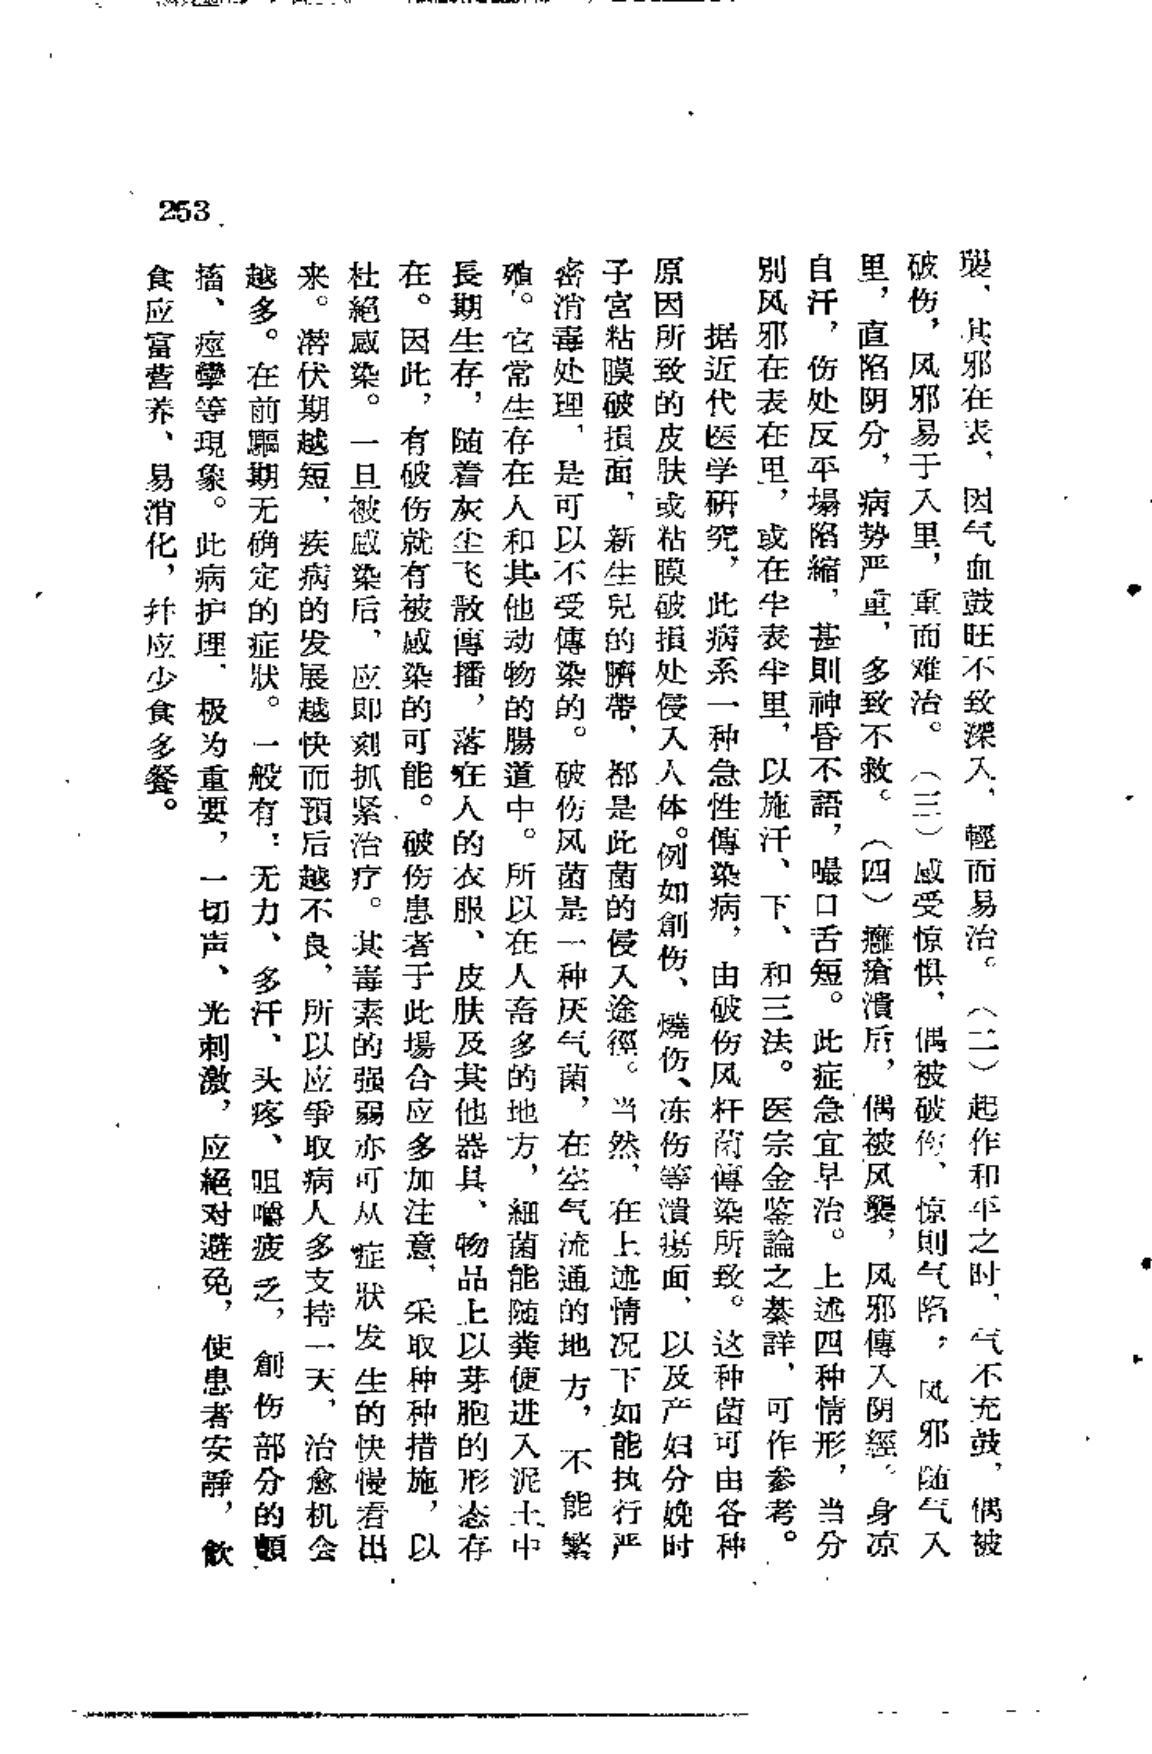 襲、其邪在表、因气血鼓旺不致深入、輕而易治。（二）起作和平之时、气不充鼓、偶被
破伤，风邪易于入里，重而难治。（三）感受惊惧、偶被破伤、惊則气陷，风邪随气入
里，直陷阴分，病势严重、多致不救。（四）癰瘡潰后，偶被风襲，风邪傳入阴經、身凉
自汗，伤处反平塌陷縮，甚則神昏不語，嘬口舌短。此症急宜早治。上述四种情形，当分
别风邪在表在里，或在半表半里，以施汗、下、和三法。医宗金鉴論之綦詳，可作参考。
据近代医学研究，此病系一种急性傳染病，由破伤风杆菌傳染所致。这种菌可由各种
原因所致的皮肤或粘膜破損处侵入人体。例如創伤、燒伤、冻伤等潰瘍面、以及产妇分娩时
子宫粘膜破損面、新生兒的臍帶、都是此菌的侵入途徑。当然、在上述情况下如能执行严
密消毒处理、是可以不受傳染的。破伤风菌是一种厌气菌，在空气流通的地方，不能繁
殖。它常生存在人和其他动物的腸道中。所以在人畜多的地方，細菌能随粪便进入泥土中
長期生存，随着灰尘飞散傳播，落在人的衣服、皮肤及其他器具、物品上以芽胞的形态存
在。因此，有破伤就有被感染的可能。破伤患者于此場合应多加注意、采取种种措施，以
杜絕感染。一旦被感染后、应即刻抓紧治疗。其毒素的强弱亦可从症狀发生的快慢看出
来。潜伏期越短、疾病的发展越快而預后越不良，所以应爭取病人多支持一天，治愈机会
越多。在前驅期无确定的症狀。一般有：无力、多汗、头疼、咀嚼疲乏，創伤部分的顫
搐、痙攣等現象。此病护理、极为重要，一切声、光刺激，应絕对避免，使患者安靜，飲
食应富营养、易消化，幷应少食多餐。
253